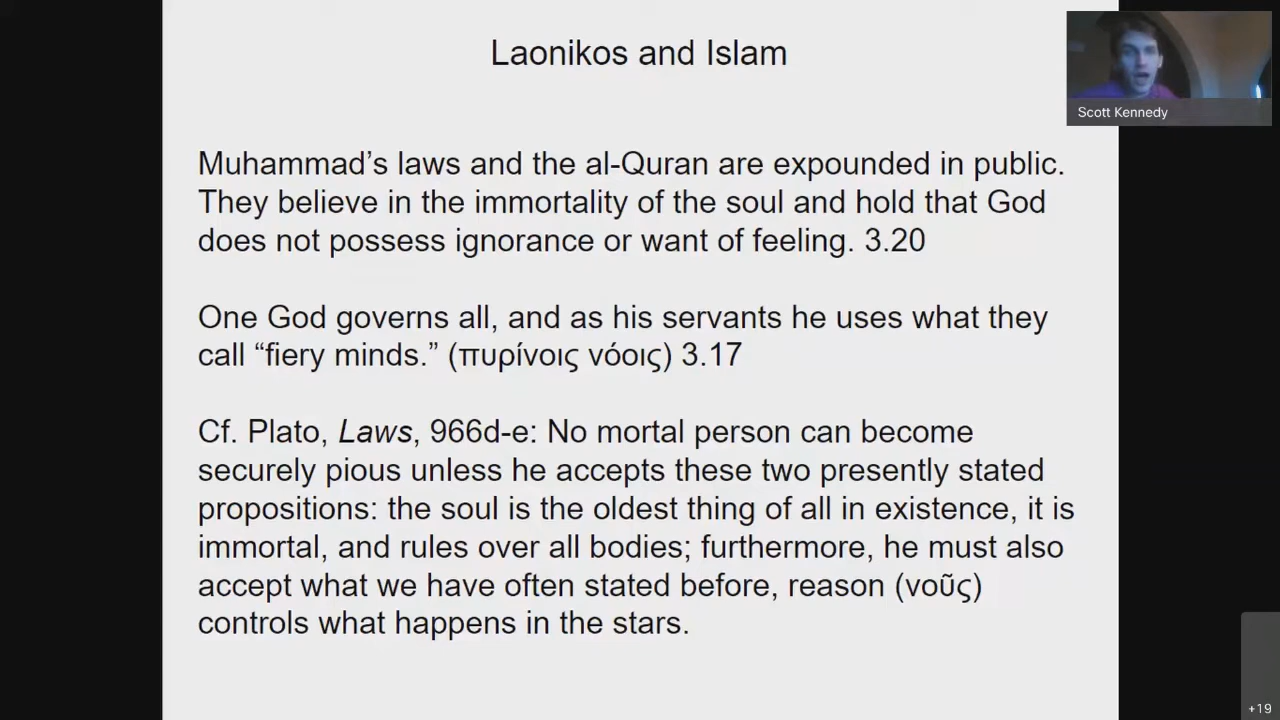 Laonikos and Islam
Scott Kennedy
Muhammad’s laws and the al-Quran are expounded in public.
They believe in the immortality of the soul and hold that God
does not possess ignorance or want of feeling. 3.20
One God governs all, and as his servants he uses what they
call “fiery minds.” (πυρίνοις νόοις) 3.17
Cf. Plato, Laws, 966d-e: No mortal person can become
securely pious unless he accepts these two presently stated
propositions: the soul is the oldest thing of all in existence, it is
immortal, and rules over all bodies; furthermore, he must also
accept what we have often stated before, reason (νοῦς)
controls what happens in the stars.
+19